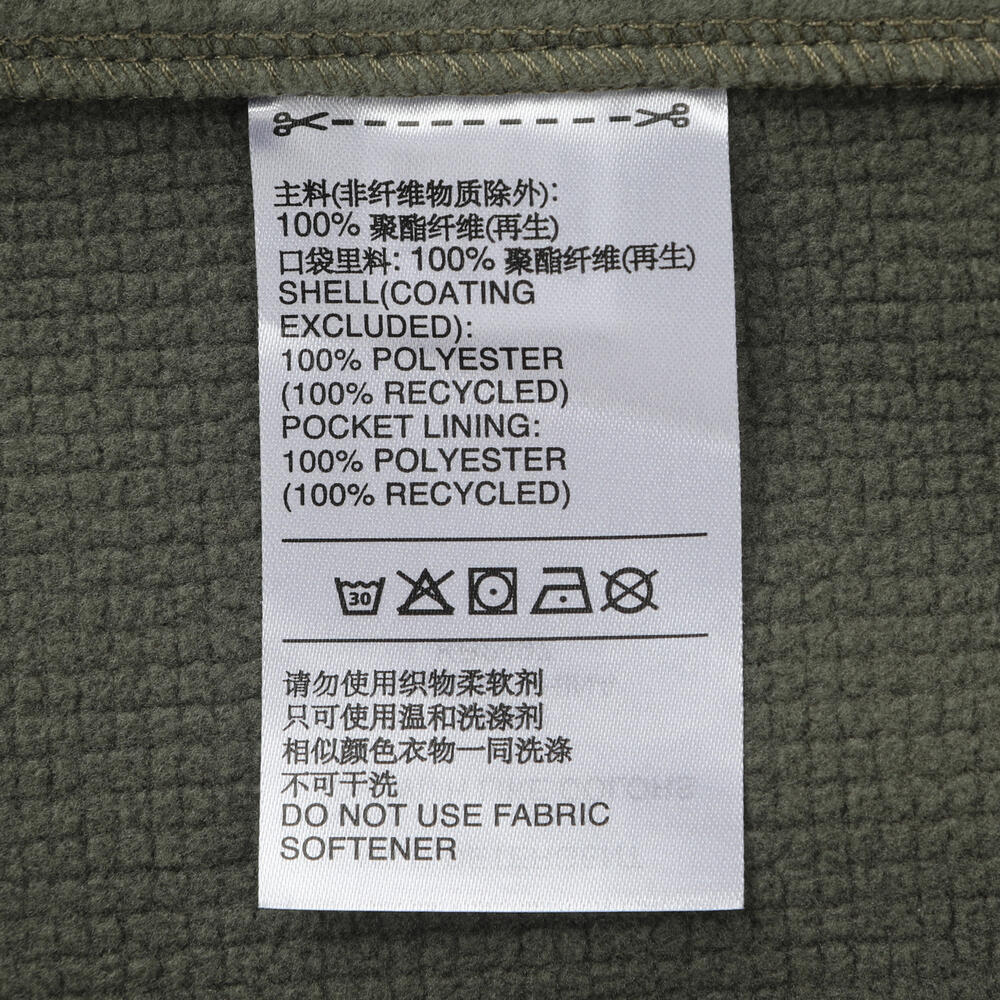 主料(非纤维物质除外):
100% 聚酯纤维(再生)
口袋里料: 100% 聚酯纤维(再生)
SHELL(COATING
EXCLUDED):
100% POLYESTER
(100% RECYCLED)
POCKET LINING:
100% POLYESTER
(100% RECYCLED)
30
请勿使用织物柔软剂
只可使用温和洗涤剂
相似颜色衣物一同洗涤
不可干洗
DO NOT USE FABRIC
SOFTENER